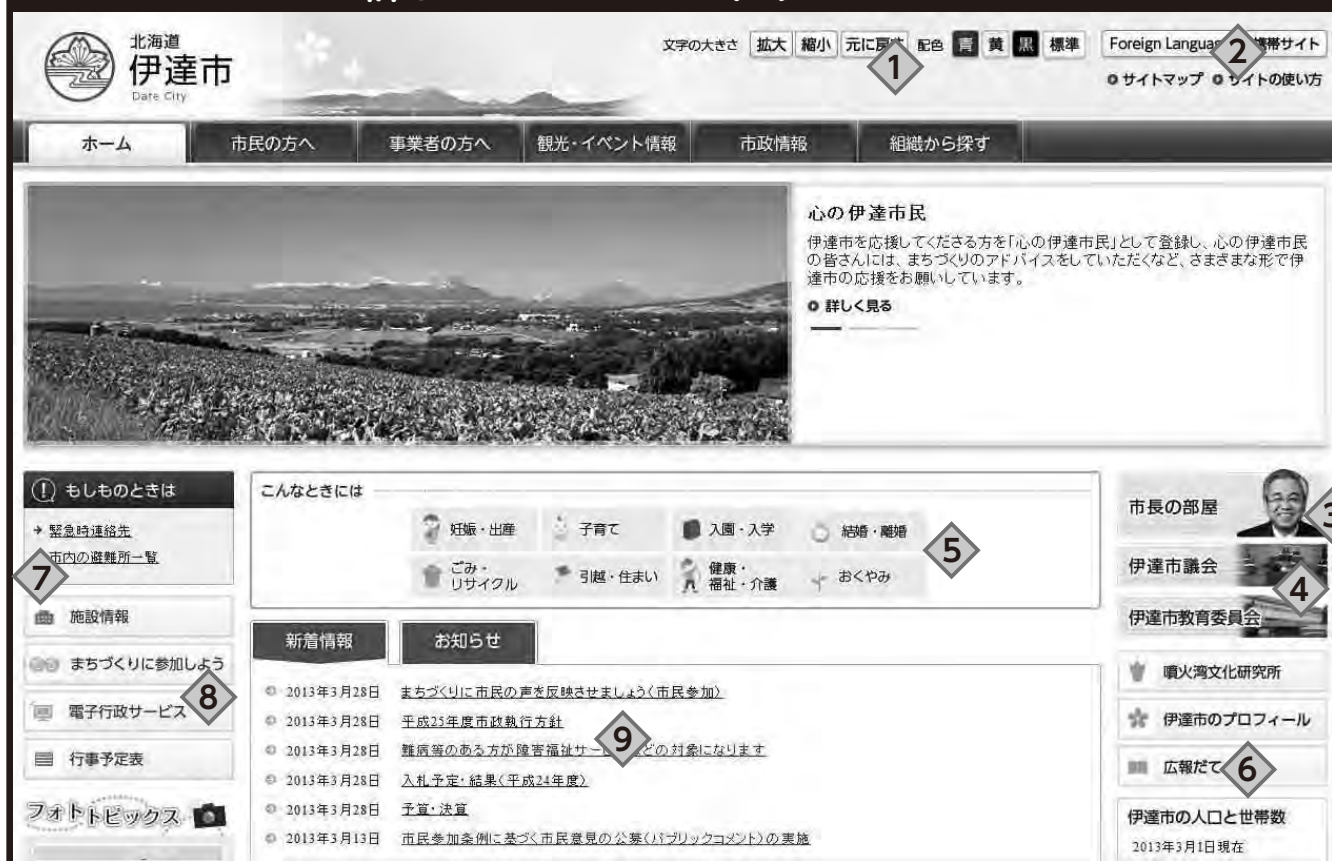 北海道
伊達市
Date City
文字の大きさ 拡大 縮小 元に戻す 配色 青 黄 黒 標準
Foreign Langua 携帯サイト
サイトマップ サイトの使い方
1
2
ホーム 市民の方へ 事業者の方へ 観光・イベント情報 市政情報 組織から探す
心の伊達市民
伊達市を応援してくださる方を「心の伊達市民」として登録し、心の伊達市民
の皆さんには、まちづくりのアドバイスをしていただくなど、さまざまな形で伊
達市の応援をお願いしています。
詳しく見る
もしものときは
緊急時連絡先
市内の避難所一覧
7
施設情報
まちづくりに参加しよう
8
電子行政サービス
行事予定表
フォトトピックス
こんなときには
妊娠・出産 子育て 入園・入学 結婚・離婚
ごみ・
リサイクル 引越・住まい 健康・
福祉・介護 おくやみ
5
新着情報 お知らせ
2013年3月28日 まちづくりに市民の声を反映させましょう(市民参加)
2013年3月28日 平成25年度市政執行方針
2013年3月28日 難病等のある方が障害福祉サー どの対象になります
9
2013年3月28日 入札予定・結果(平成24年度)
2013年3月28日 予算・決算
2013年3月13日 市民参加条例に基づく市民意見の公募(パブリックコメント)の実施
市長の部屋
3
伊達市議会
4
伊達市教育委員会
噴火湾文化研究所
伊達市のプロフィール
広報だて
6
伊達市の人口と世帯数
2013年3月1日現在